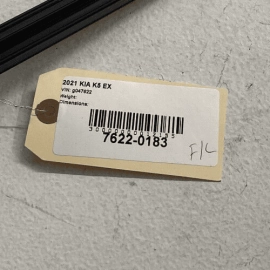 2021 KIA K5 EX
VIN: g047622
Weight:
Dimensions:
7622-0183
F/L